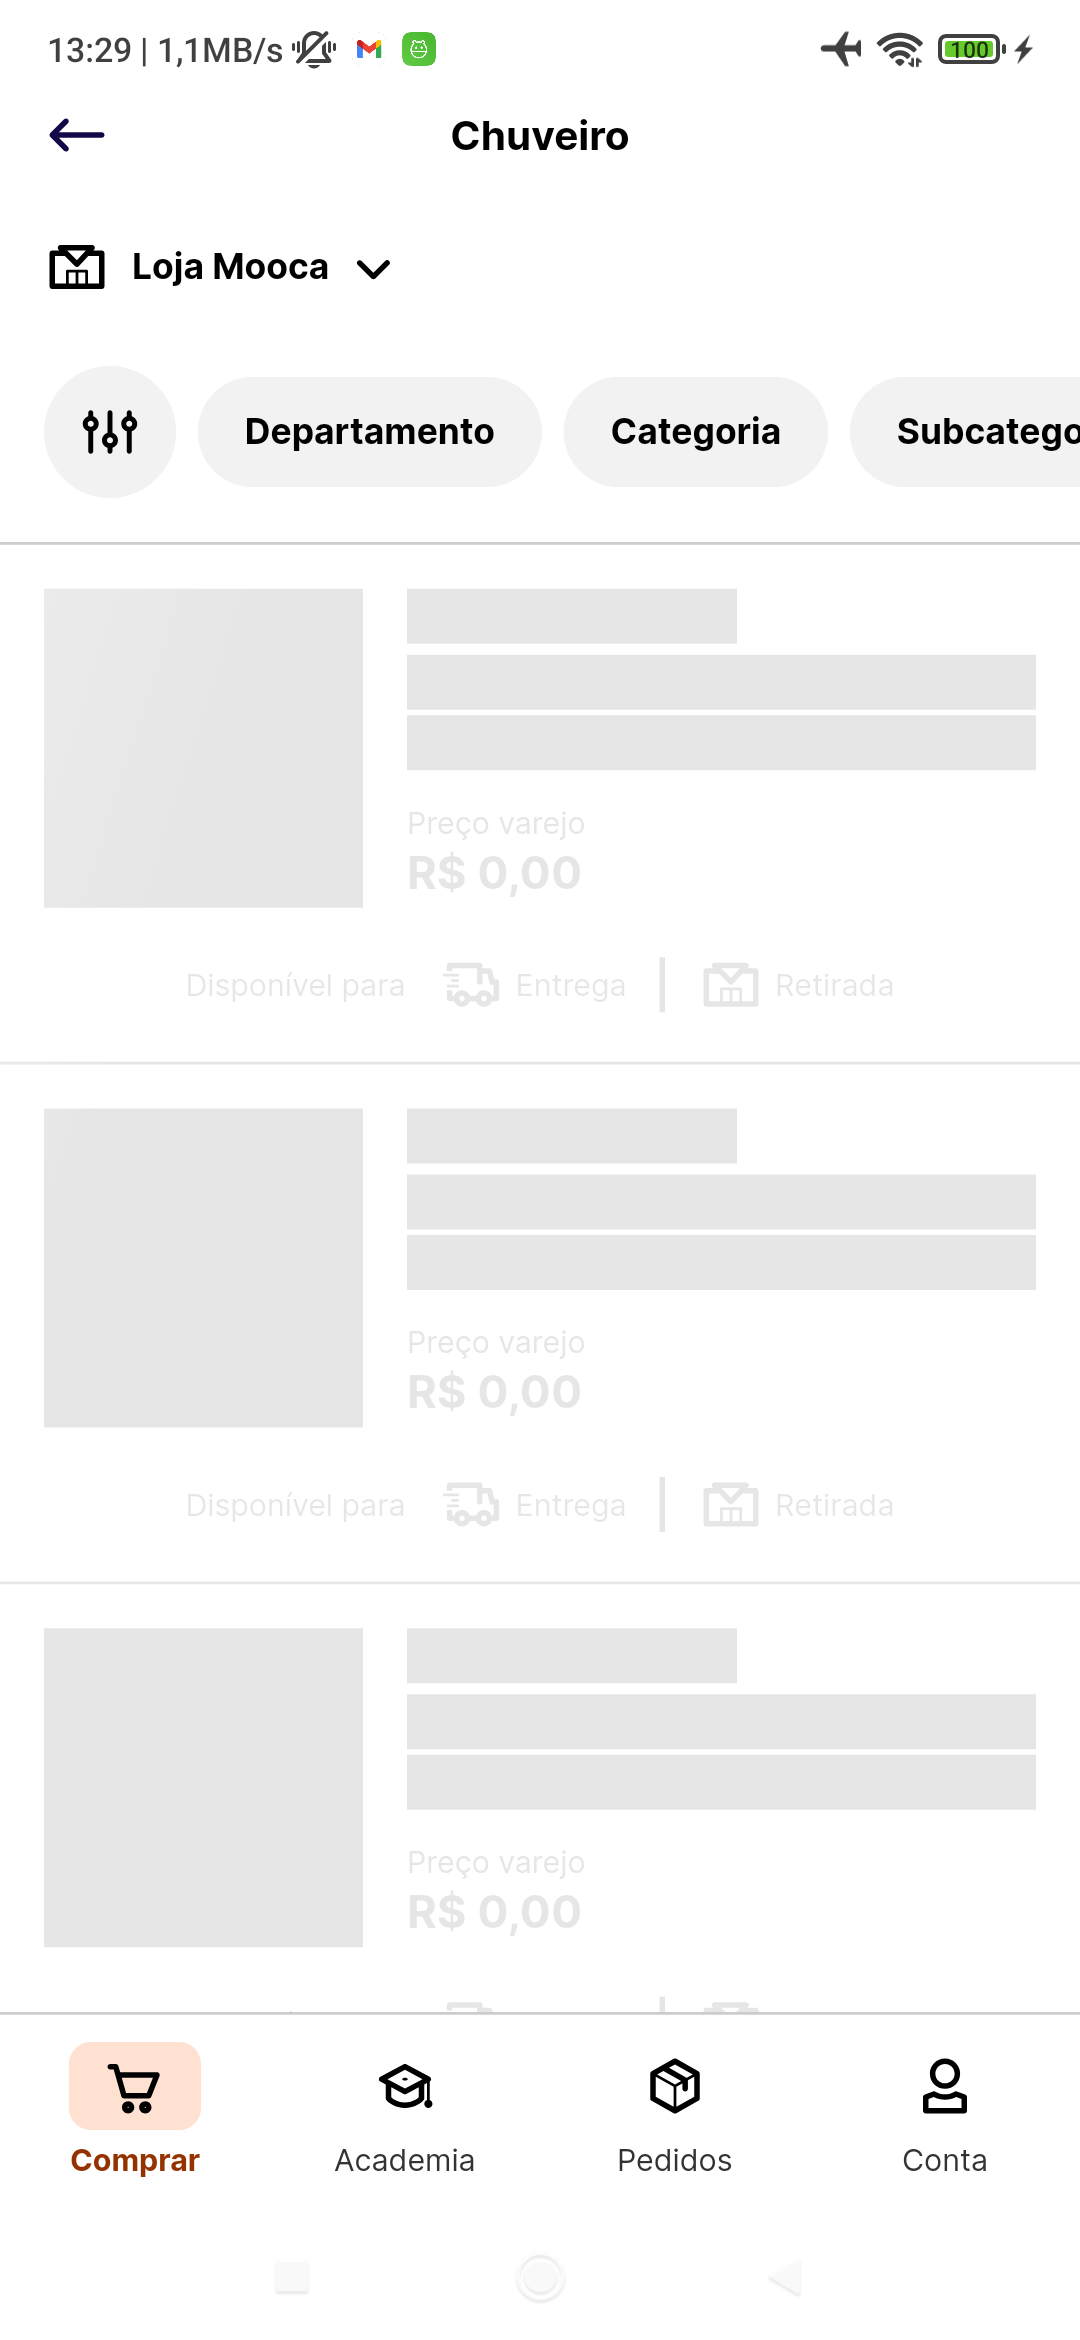 13:29 | 1,1MB/s
100
Chuveiro
Loja Mooca
Departamento
Categoria
Subcatego
Preço varejo
R$ 0,00
Disponível para
Entrega
Retirada
Preço varejo
R$ 0,00
Disponível para
Entrega
Retirada
Preço varejo
R$ 0,00
Comprar
Academia
Pedidos
Conta